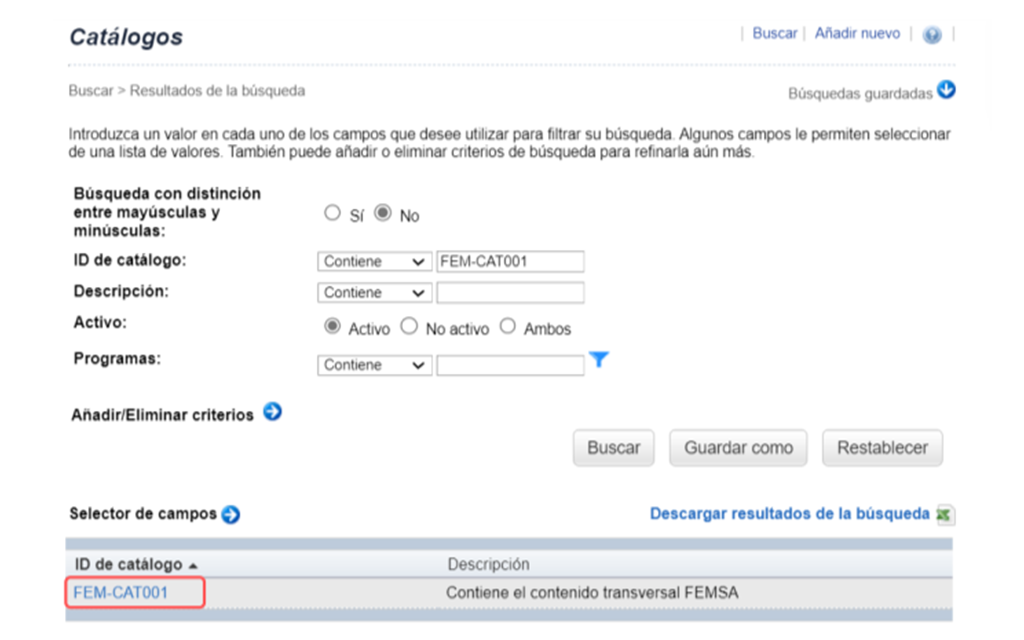 Catálogos
| Buscar | Añadir nuevo | ? |
Buscar > Resultados de la búsqueda
Búsquedas guardadas
Introduzca un valor en cada uno de los campos que desee utilizar para filtrar su búsqueda. Algunos campos le permiten seleccionar
de una lista de valores. También puede añadir o eliminar criterios de búsqueda para refinarla aún más.
Búsqueda con distinción
entre mayúsculas y
minúsculas:
Sí No
ID de catálogo: Contiene FEM-CAT001
Descripción: Contiene
Activo: Activo No activo Ambos
Programas: Contiene
Añadir/Eliminar criterios
Buscar Guardar como Restablecer
Selector de campos
Descargar resultados de la búsqueda
ID de catálogo Descripción
FEM-CAT001 Contiene el contenido transversal FEMSA